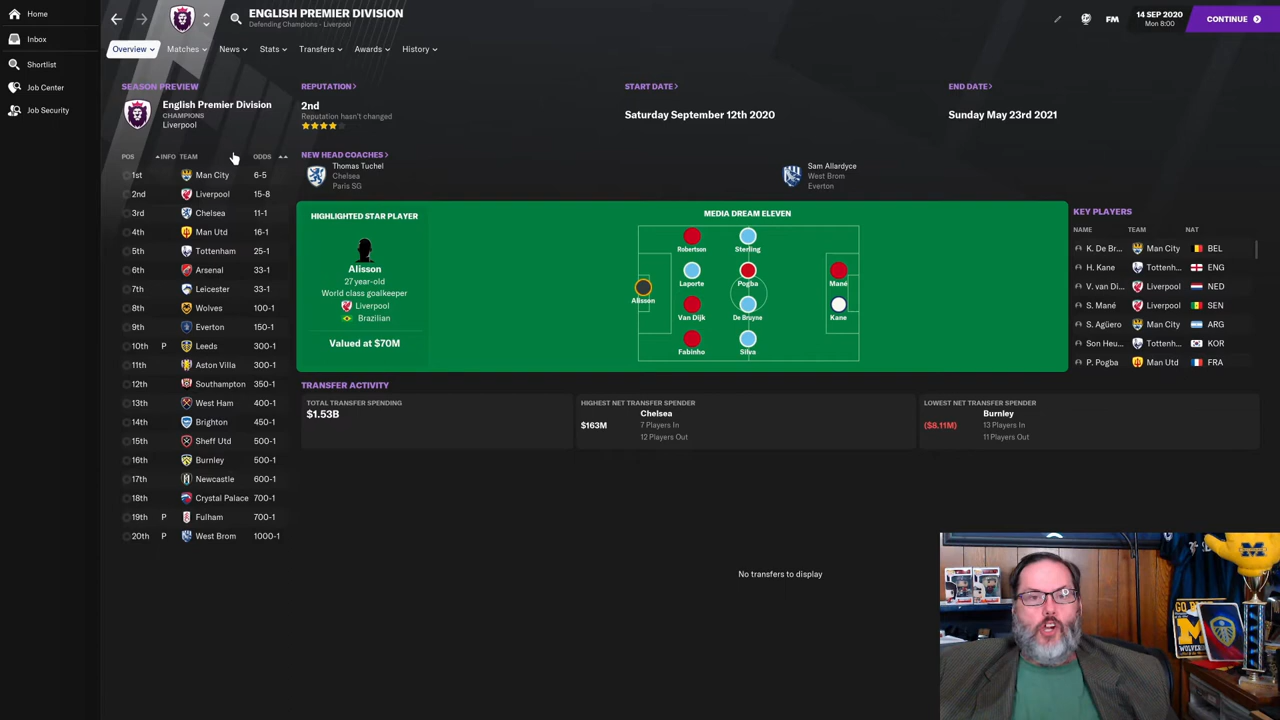 Home
ENGLISH PREMIER DIVISION
Defending Champions - Liverpool
FM
14 SEP 2020
Mon 8:00
CONTINUE
Inbox
Overview
Matches
News
Stats
Transfers
Awards
History
Shortlist
Job Center
Job Security
SEASON PREVIEW
English Premier Division
CHAMPIONS
Liverpool
REPUTATION
2nd
Reputation hasn't changed
START DATE
Saturday September 12th 2020
END DATE
Sunday May 23rd 2021
NEW HEAD COACHES
Thomas Tuchel
Chelsea
Paris SG
Sam Allardyce
West Brom
Everton
POS INFO TEAM ODDS
1st Man City 6-5
2nd Liverpool 15-8
3rd Chelsea 11-1
4th Man Utd 16-1
5th Tottenham 25-1
6th Arsenal 33-1
7th Leicester 33-1
8th Wolves 100-1
9th Everton 150-1
10th P Leeds 300-1
11th Aston Villa 300-1
12th Southampton 350-1
13th West Ham 400-1
14th Brighton 450-1
15th Sheff Utd 500-1
16th Burnley 500-1
17th Newcastle 600-1
18th Crystal Palace 700-1
19th P Fulham 700-1
20th P West Brom 1000-1
HIGHLIGHTED STAR PLAYER
Alisson
27 year-old
World class goalkeeper
Liverpool
Brazilian
Valued at $70M
MEDIA DREAM ELEVEN
Robertson
Sterling
Laporte
Pogba
Mané
Alisson
Van Dijk
De Bruyne
Kane
Fabinho
Silva
KEY PLAYERS
NAME TEAM NAT
K. De Br... Man City BEL
H. Kane Totten... ENG
V. van Di... Liverpool NED
S. Mané Liverpool SEN
S. Agüero Man City ARG
Son Heu... Totten... KOR
P. Pogba Man Utd FRA
TRANSFER ACTIVITY
TOTAL TRANSFER SPENDING
$1.53B
HIGHEST NET TRANSFER SPENDER
Chelsea
$163M
7 Players In
12 Players Out
LOWEST NET TRANSFER SPENDER
Burnley
($8.11M)
13 Players In
11 Players Out
No transfers to display
GO BLUE
M
WOLVERINES